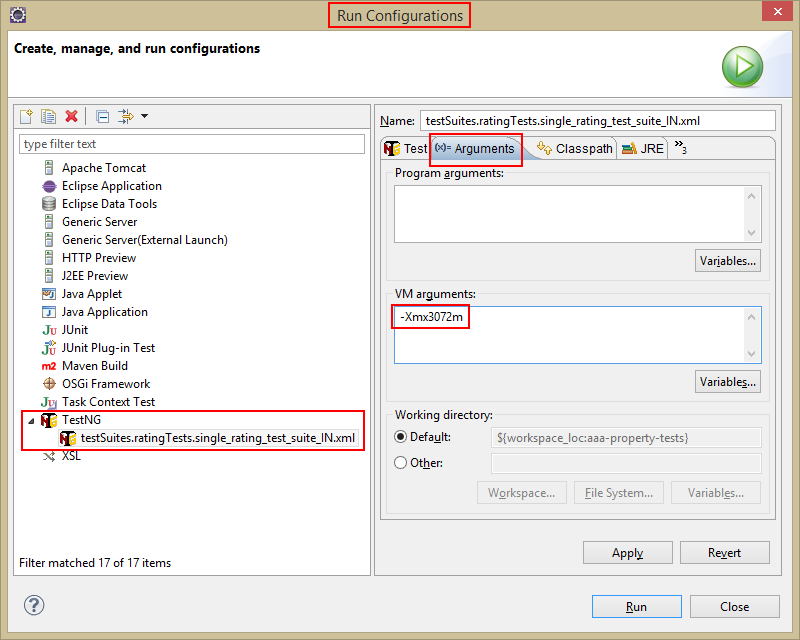 Run Configurations
Create, manage, and run configurations
type filter text
Apache Tomcat
Eclipse Application
Eclipse Data Tools
Generic Server
Generic Server(External Launch)
HTTP Preview
J2EE Preview
Java Applet
Java Application
Ju JUnit
JUnit Plug-in Test
m2 Maven Build
OSGi Framework
Ju Task Context Test
TestNG
testSuites.ratingTests.single_rating_test_suite_IN.xml
XSL
Filter matched 17 of 17 items
Name: testSuites.ratingTests.single_rating_test_suite_IN.xml
Test (x)= Arguments Classpath JRE »3
Program arguments:
Variables...
VM arguments:
-Xmx3072m
Variables...
Working directory:
Default: ${workspace_loc:aaa-property-tests}
Other:
Workspace... File System... Variables...
Apply Revert
? Run Close